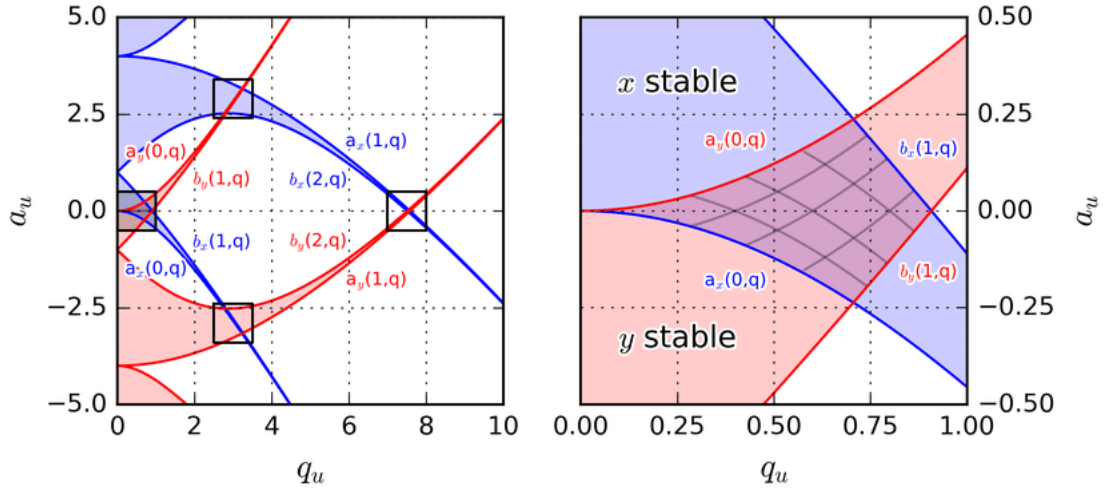 5.0
2.5
0.0
−2.5
−5.0
a_u
a_y(0,q)
b_y(1,q)
b_x(1,q)
a_x(0,q)
a_x(1,q)
b_x(2,q)
b_y(2,q)
a_y(1,q)
0 2 4 6 8 10
q_u
x stable
a_y(0,q)
b_x(1,q)
a_x(0,q)
b_y(1,q)
y stable
0.50
0.25
0.00
−0.25
−0.50
a_u
0.00 0.25 0.50 0.75 1.00
q_u